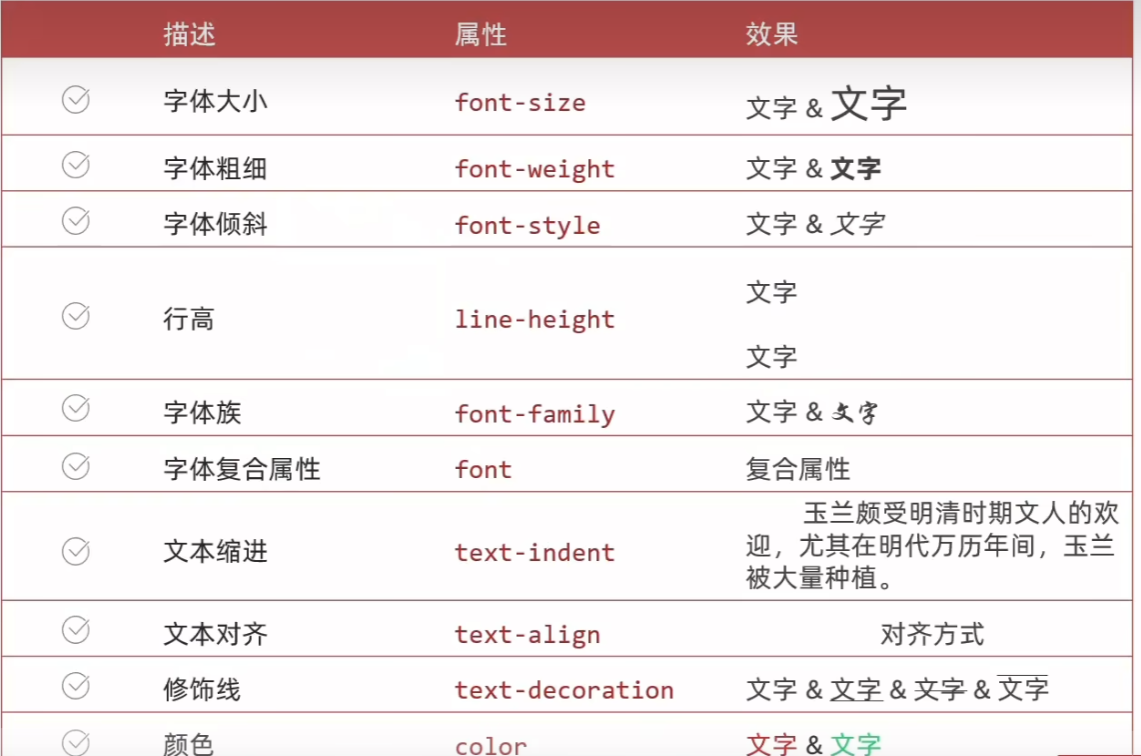 描述 属性 效果
字体大小 font-size 文字 & 文字
字体粗细 font-weight 文字 & 文字
字体倾斜 font-style 文字 & 文字
行高 line-height 文字
文字
字体族 font-family 文字 & 文字
字体复合属性 font 复合属性
文本缩进 text-indent 玉兰颇受明清时期文人的欢
迎，尤其在明代万历年间，玉兰
被大量种植。
文本对齐 text-align 对齐方式
修饰线 text-decoration 文字 & 文字 & 文字 & 文字
颜色 color 文字 & 文字